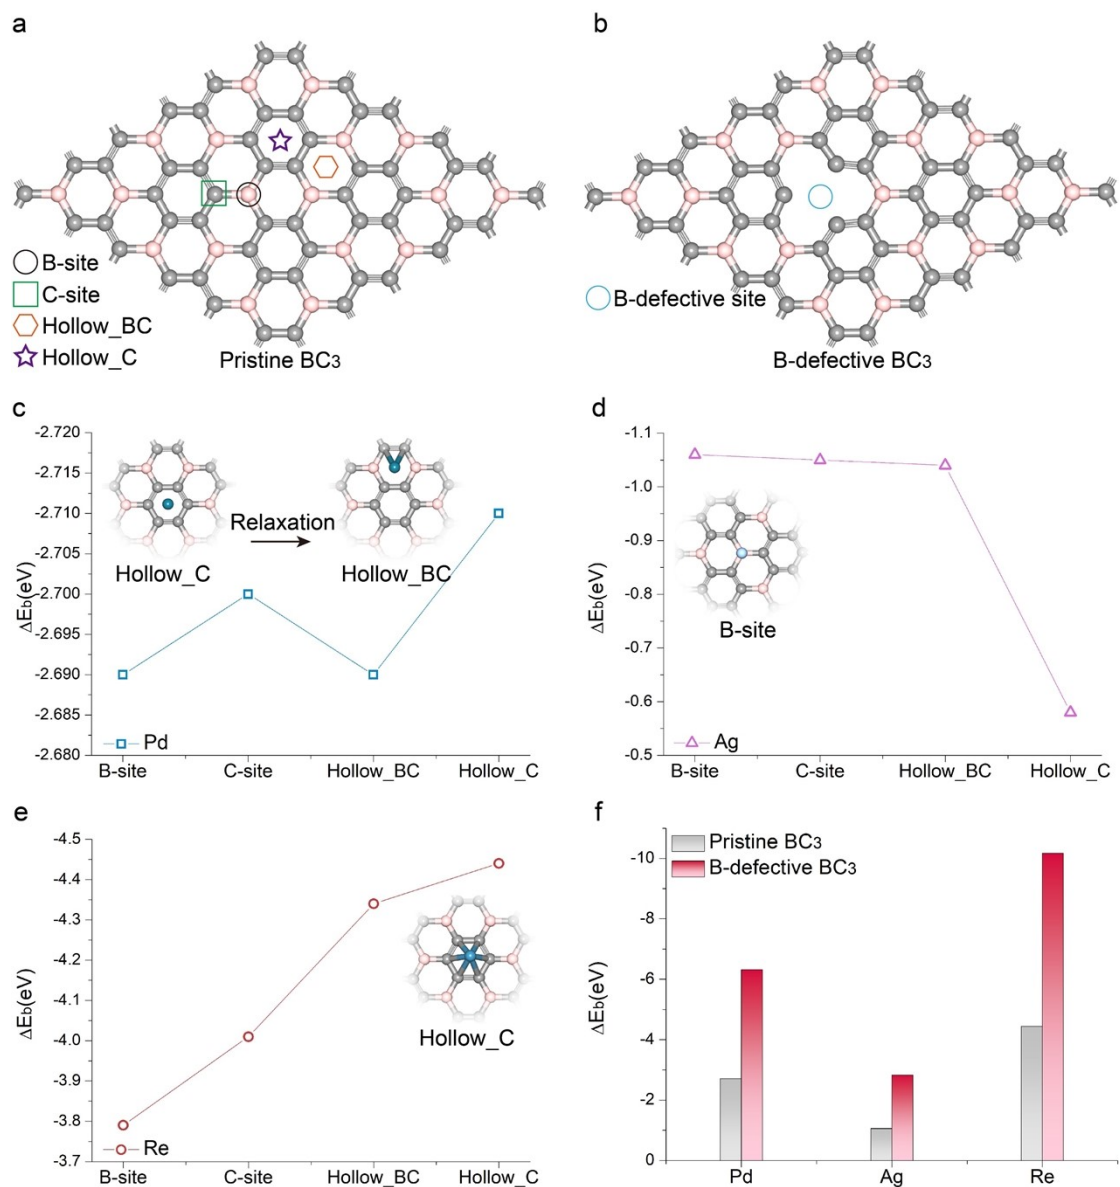 a
b
B-site
C-site
Hollow_BC
Hollow_C
Pristine BC3
B-defective site
B-defective BC3
c
-2.720
-2.715
-2.710
-2.705
-2.700
-2.695
-2.690
-2.685
-2.680
ΔEb(eV)
Hollow_C
Relaxation
Hollow_BC
Pd
B-site
C-site
Hollow_BC
Hollow_C
d
-1.1
-1.0
-0.9
-0.8
-0.7
-0.6
-0.5
ΔEb(eV)
B-site
Ag
B-site
C-site
Hollow_BC
Hollow_C
e
-4.5
-4.4
-4.3
-4.2
-4.1
-4.0
-3.9
-3.8
-3.7
ΔEb(eV)
Hollow_C
Re
B-site
C-site
Hollow_BC
Hollow_C
f
Pristine BC3
B-defective BC3
-10
-8
-6
-4
-2
0
ΔEb(eV)
Pd
Ag
Re